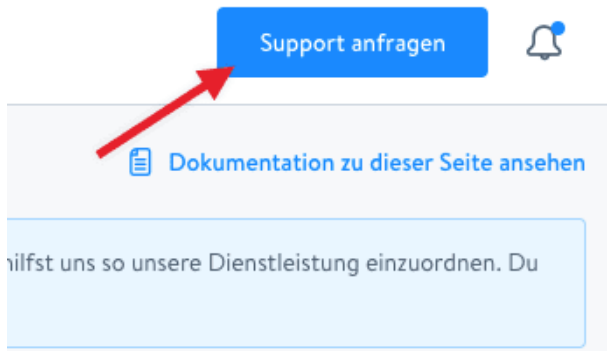 Support anfragen
Dokumentation zu dieser Seite ansehen
hilfst uns so unsere Dienstleistung einzuordnen. Du